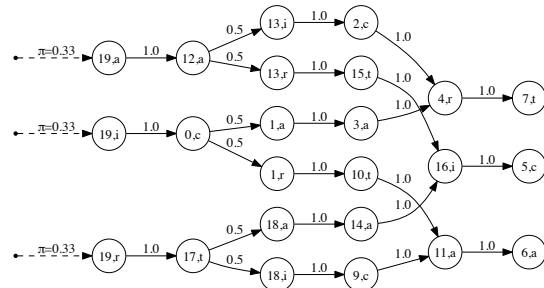 13,i 1.0 2,c
0.5 1.0
π=0.33 19,a 1.0 12,a
0.5 13,r 1.0 15,t 1.0
1.0 4,r 1.0 7,t
1,a 1.0 3,a
0.5
π=0.33 19,i 1.0 0,c
0.5 1,r 1.0 10,t 1.0
16,i 1.0 5,c
18,a 1.0 14,a 1.0
0.5
π=0.33 19,r 1.0 17,t
0.5 18,i 1.0 9,c 1.0
11,a 1.0 6,a